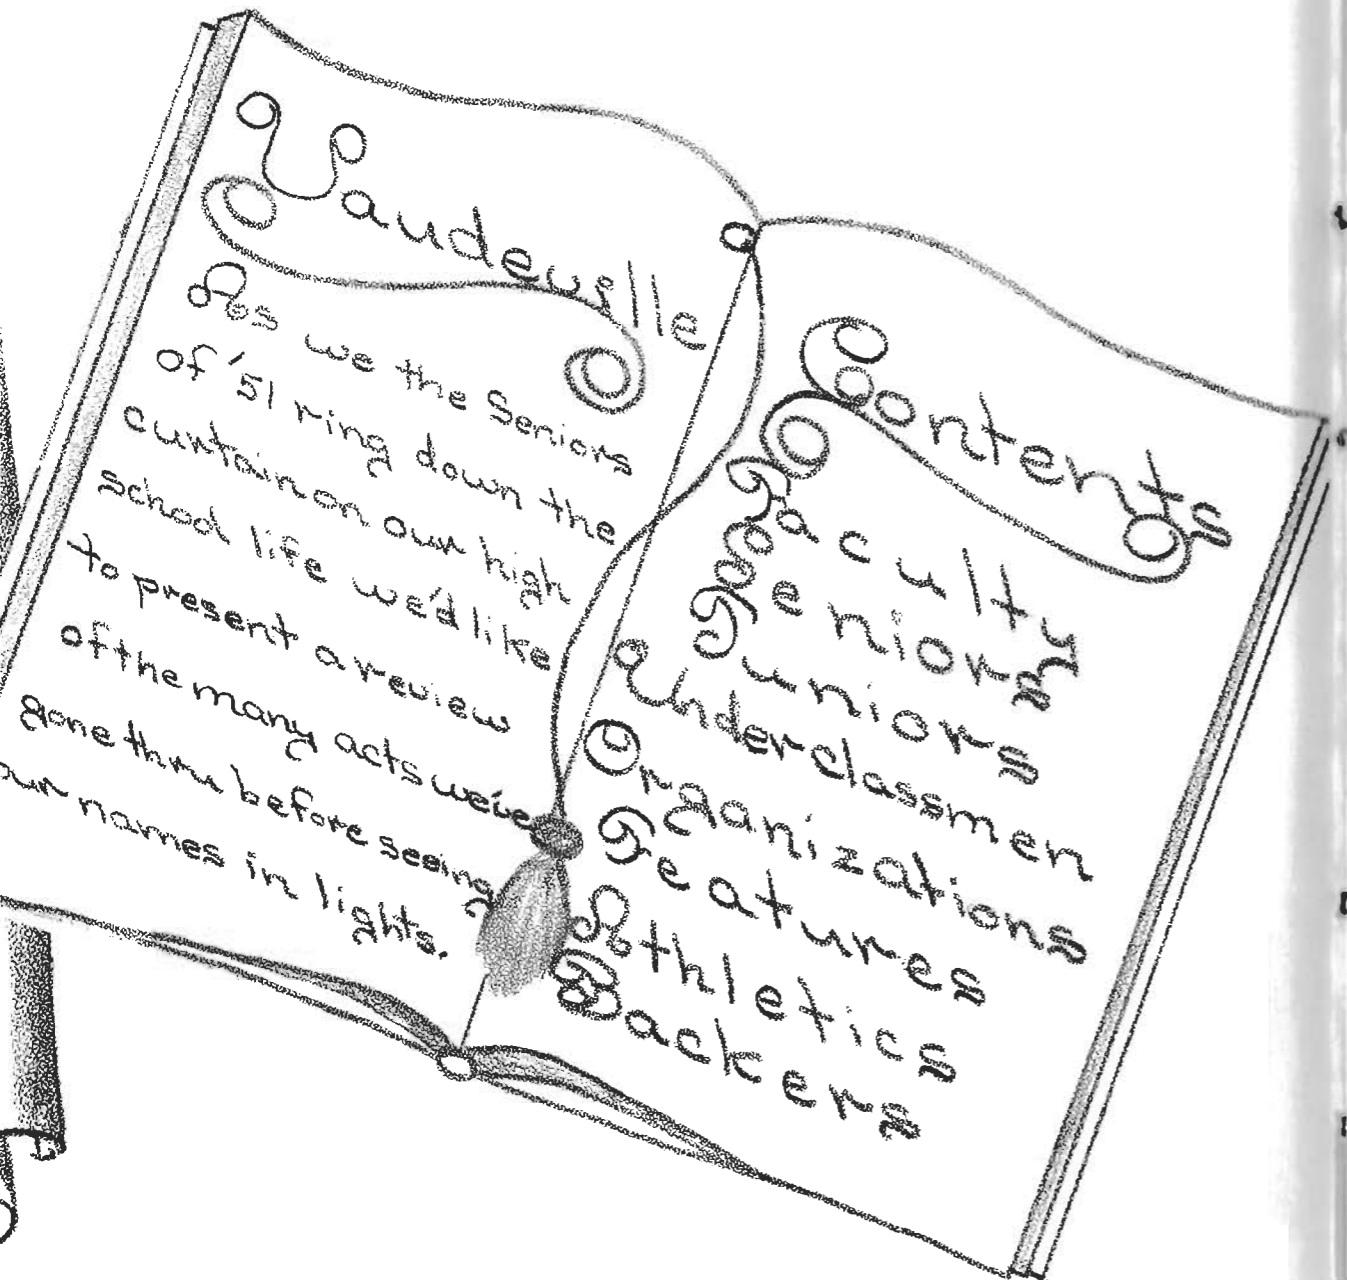 Vaudeville
As we the Seniors
of '51 ring down the
curtain on our high
school life we'd like
to present a review
of the many acts we've
gone thru before seeing
our names in lights.
Contents
Faculty
Seniors
Juniors
Underclassmen
Organizations
Features
Athletics
Backers